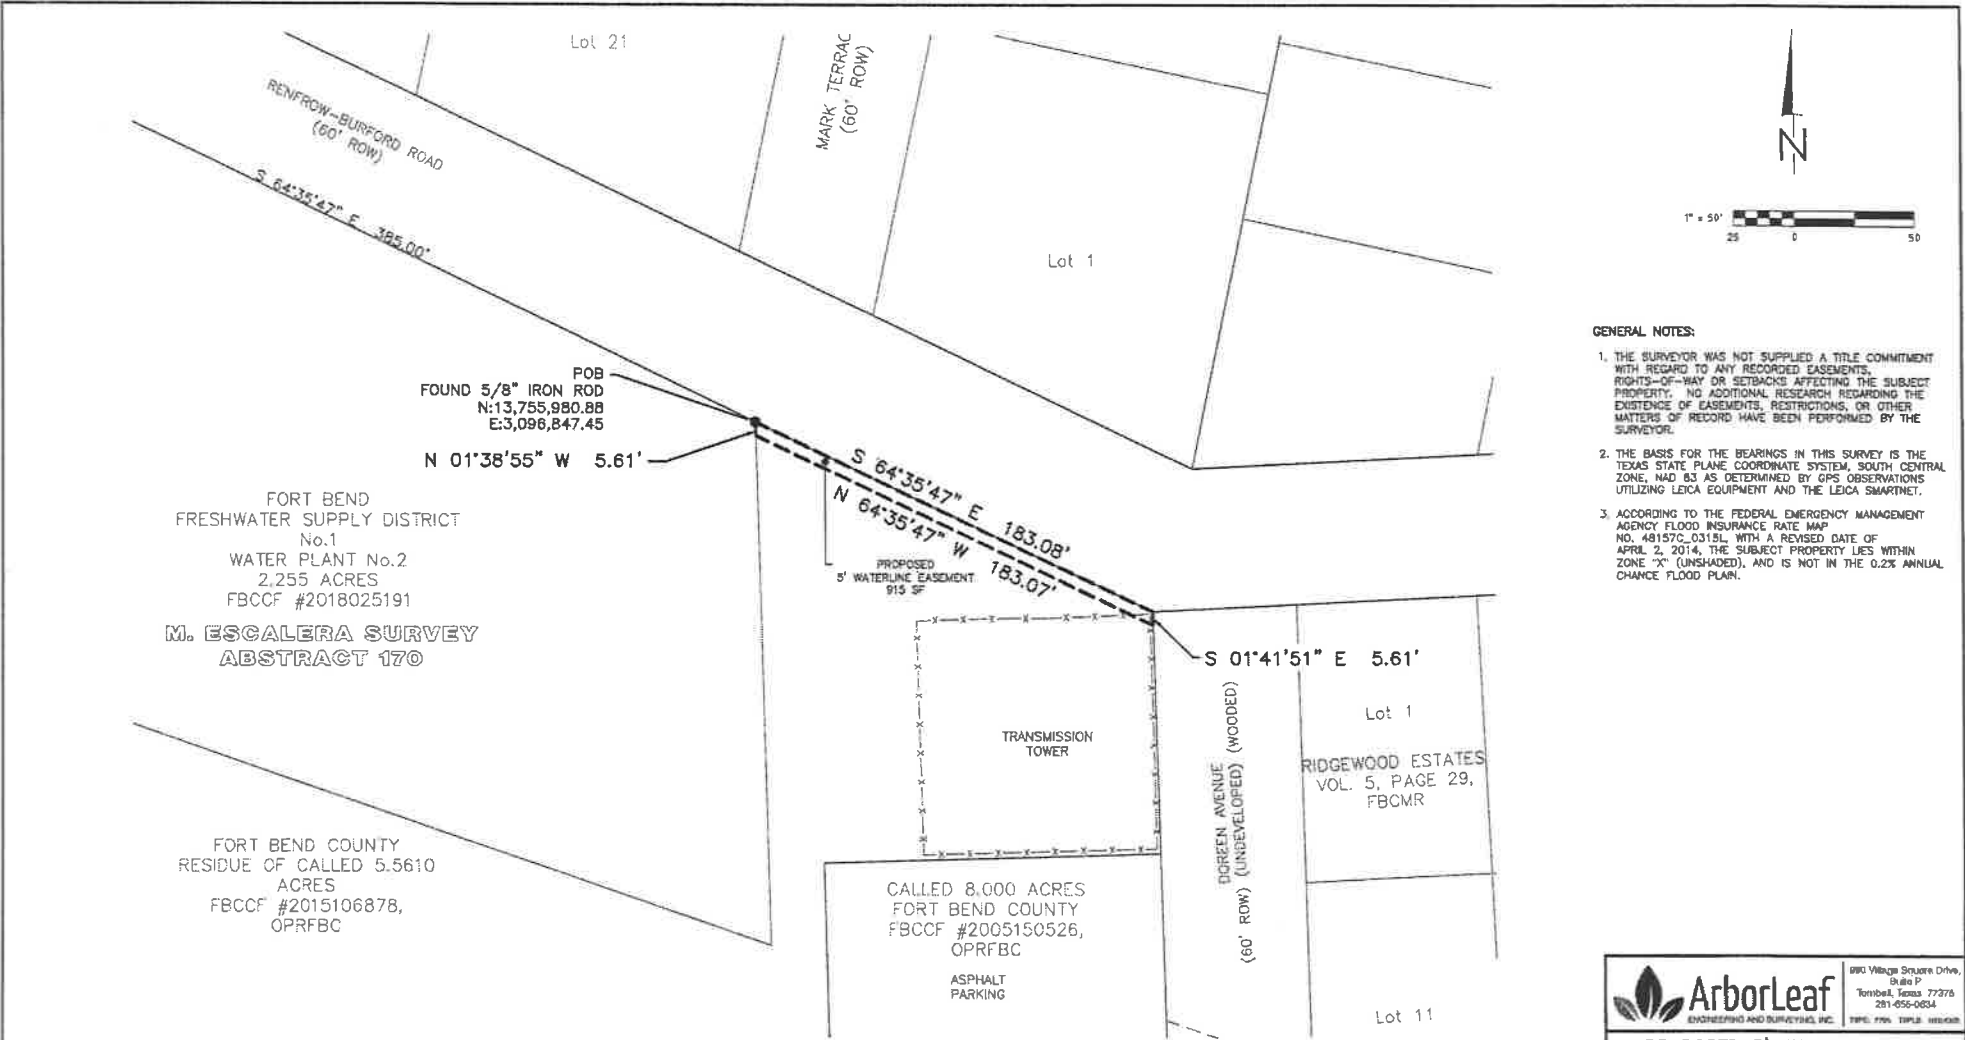 Lot 21
MARK TERRAC
(60' ROW)
RENFROW-BURFORD ROAD
(60' ROW)
S 64°35'47" E 385.00'
Lot 1
N
1" = 50'
25 0 50
POB
FOUND 5/8" IRON ROD
N:13,755,980.88
E:3,096,847.45
N 01°38'55" W 5.61'
S 64°35'47" E 183.08'
N 64°35'47" W 183.07'
PROPOSED
5' WATERLINE EASEMENT
915 SF
FORT BEND
FRESHWATER SUPPLY DISTRICT
No.1
WATER PLANT No.2
2.255 ACRES
FBCCF #2018025191
M. ESCALERA SURVEY
ABSTRACT 170
S 01°41'51" E 5.61'
TRANSMISSION
TOWER
DOREEN AVENUE
(60' ROW) (UNDEVELOPED) (WOODED)
Lot 1
RIDGEWOOD ESTATES
VOL. 5, PAGE 29,
FBCMR
FORT BEND COUNTY
RESIDUE OF CALLED 5.5610
ACRES
FBCCF #2015106878,
OPRFBC
CALLED 8.000 ACRES
FORT BEND COUNTY
FBCCF #2005150526,
OPRFBC
ASPHALT
PARKING
Lot 11
GENERAL NOTES:
1. THE SURVEYOR WAS NOT SUPPLIED A TITLE COMMITMENT
WITH REGARD TO ANY RECORDED EASEMENTS,
RIGHTS-OF-WAY OR SETBACKS AFFECTING THE SUBJECT
PROPERTY. NO ADDITIONAL RESEARCH REGARDING THE
EXISTENCE OF EASEMENTS, RESTRICTIONS, OR OTHER
MATTERS OF RECORD HAVE BEEN PERFORMED BY THE
SURVEYOR.
2. THE BASIS FOR THE BEARINGS IN THIS SURVEY IS THE
TEXAS STATE PLANE COORDINATE SYSTEM, SOUTH CENTRAL
ZONE, NAD 83 AS DETERMINED BY GPS OBSERVATIONS
UTILIZING LEICA EQUIPMENT AND THE LEICA SMARTNET.
3. ACCORDING TO THE FEDERAL EMERGENCY MANAGEMENT
AGENCY FLOOD INSURANCE RATE MAP
NO. 48157C_0315L, WITH A REVISED DATE OF
APRIL 2, 2014, THE SUBJECT PROPERTY LIES WITHIN
ZONE "X" (UNSHADED), AND IS NOT IN THE 0.2% ANNUAL
CHANCE FLOOD PLAIN.
ArborLeaf
ENGINEERING AND SURVEYING, INC.
Village Square Drive,
Suite P
Tomball, Texas